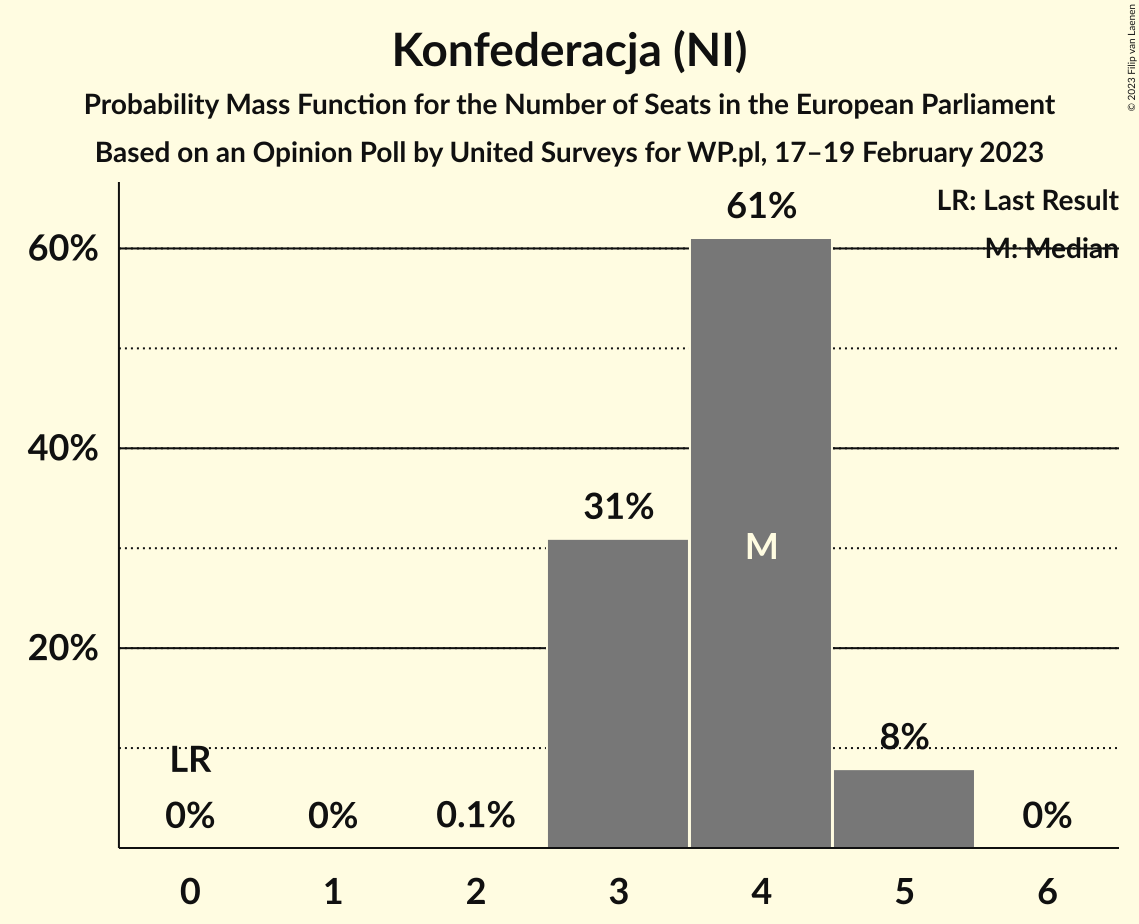 Konfederacja (NI)
Probability Mass Function for the Number of Seats in the European Parliament
Based on an Opinion Poll by United Surveys for WP.pl, 17–19 February 2023
© 2023 Filip van Laenen
LR: Last Result
M: Median
61%
60%
40%
31%
M
20%
8%
LR
0%
0%
0.1%
0%
0
1
2
3
4
5
6